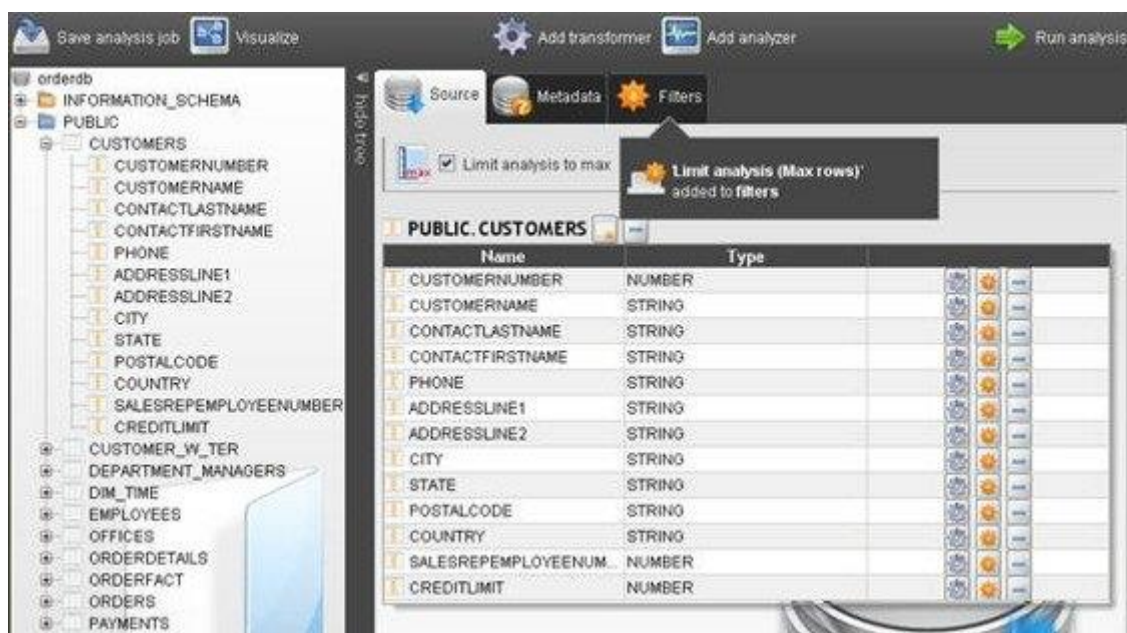 Save analysis job Visualize Add transformer Add analyzer Run analysis
orderdb
INFORMATION_SCHEMA
PUBLIC
CUSTOMERS
CUSTOMERNUMBER
CUSTOMERNAME
CONTACTLASTNAME
CONTACTFIRSTNAME
PHONE
ADDRESSLINE1
ADDRESSLINE2
CITY
STATE
POSTALCODE
COUNTRY
SALESREPEMPLOYEENUMBER
CREDITLIMIT
CUSTOMER_W_TER
DEPARTMENT_MANAGERS
DIM_TIME
EMPLOYEES
OFFICES
ORDERDETAILS
ORDERFACT
ORDERS
PAYMENTS
hide tree
Source Metadata Filters
max Limit analysis to max
'Limit analysis (Max rows)'
added to filters
PUBLIC.CUSTOMERS
Name Type
CUSTOMERNUMBER NUMBER
CUSTOMERNAME STRING
CONTACTLASTNAME STRING
CONTACTFIRSTNAME STRING
PHONE STRING
ADDRESSLINE1 STRING
ADDRESSLINE2 STRING
CITY STRING
STATE STRING
POSTALCODE STRING
COUNTRY STRING
SALESREPEMPLOYEENUM... NUMBER
CREDITLIMIT NUMBER